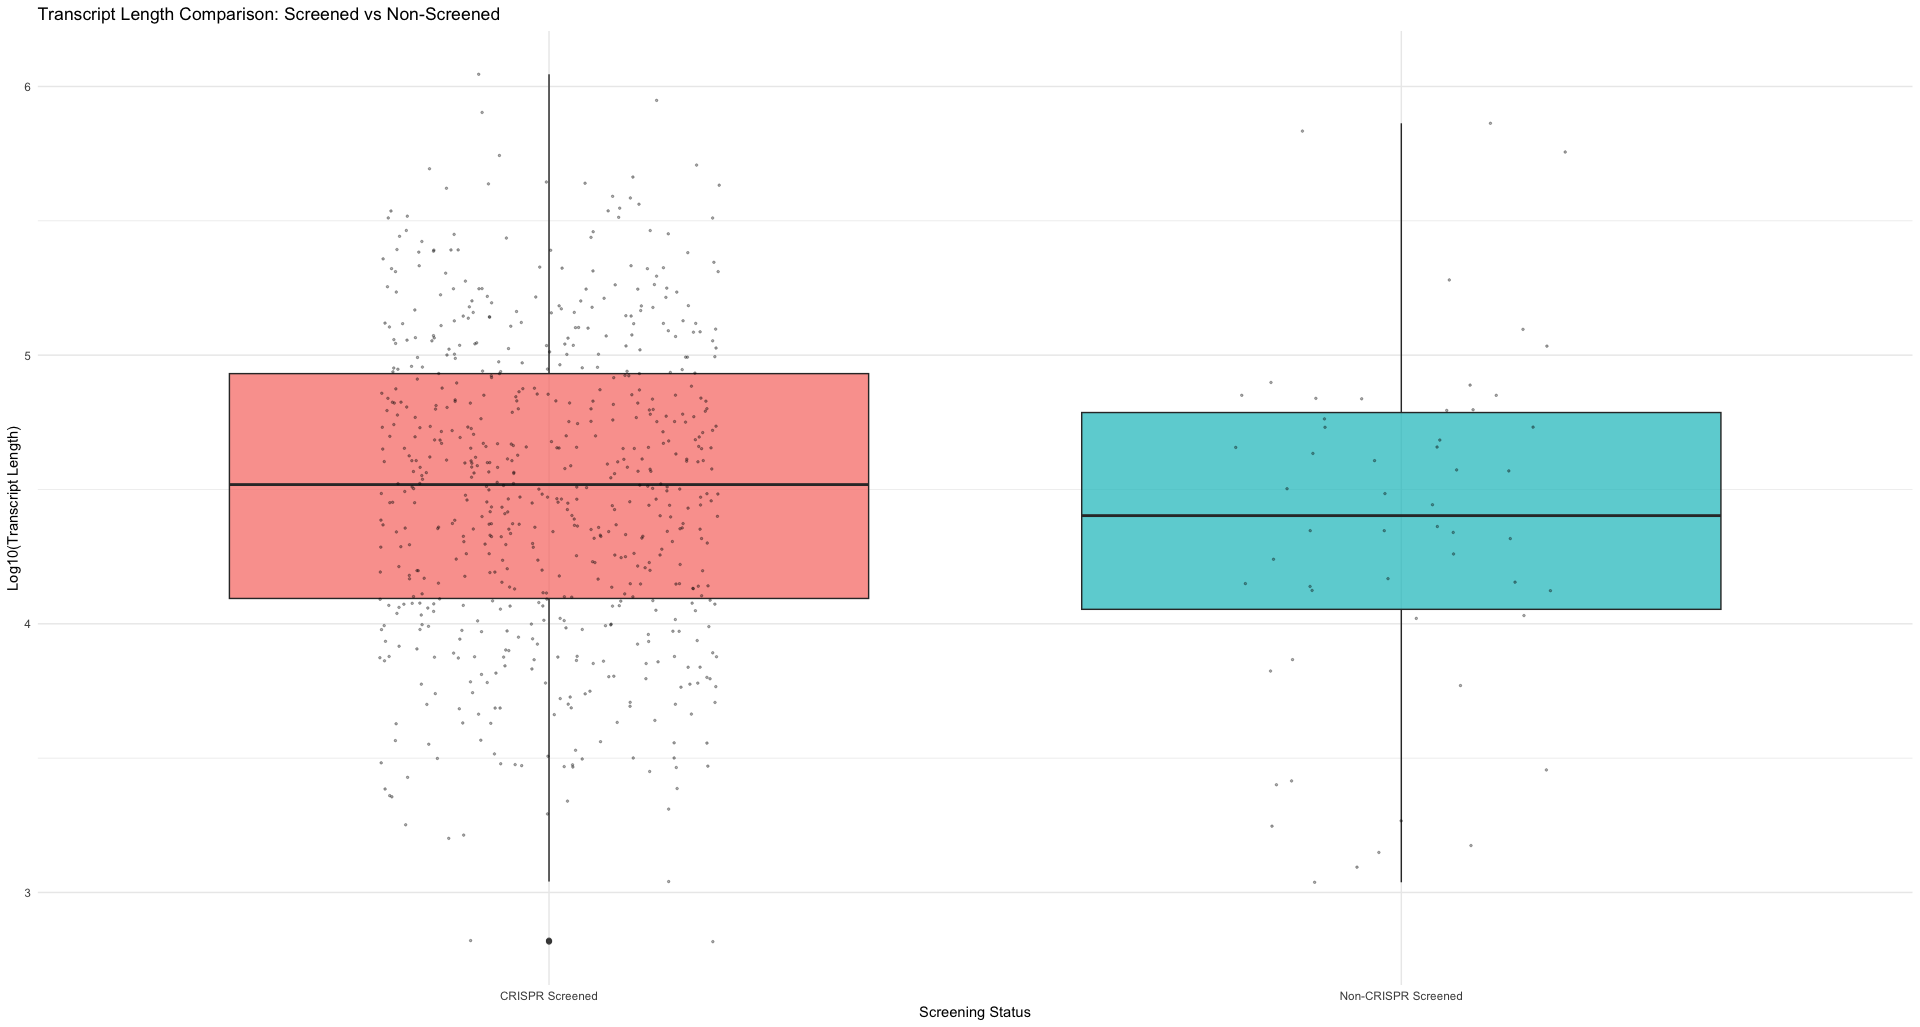 Transcript Length Comparison: Screened vs Non-Screened
Log10(Transcript Length)
6
5
4
3
CRISPR Screened
Non-CRISPR Screened
Screening Status